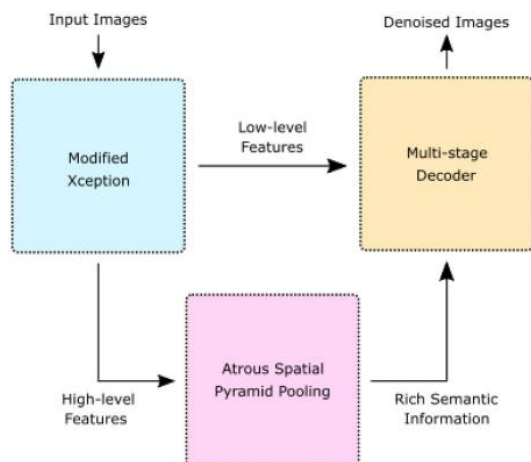 Input Images
Denoised Images
Modified
Xception
Low-level
Features
Multi-stage
Decoder
Atrous Spatial
Pyramid Pooling
High-level
Features
Rich Semantic
Information